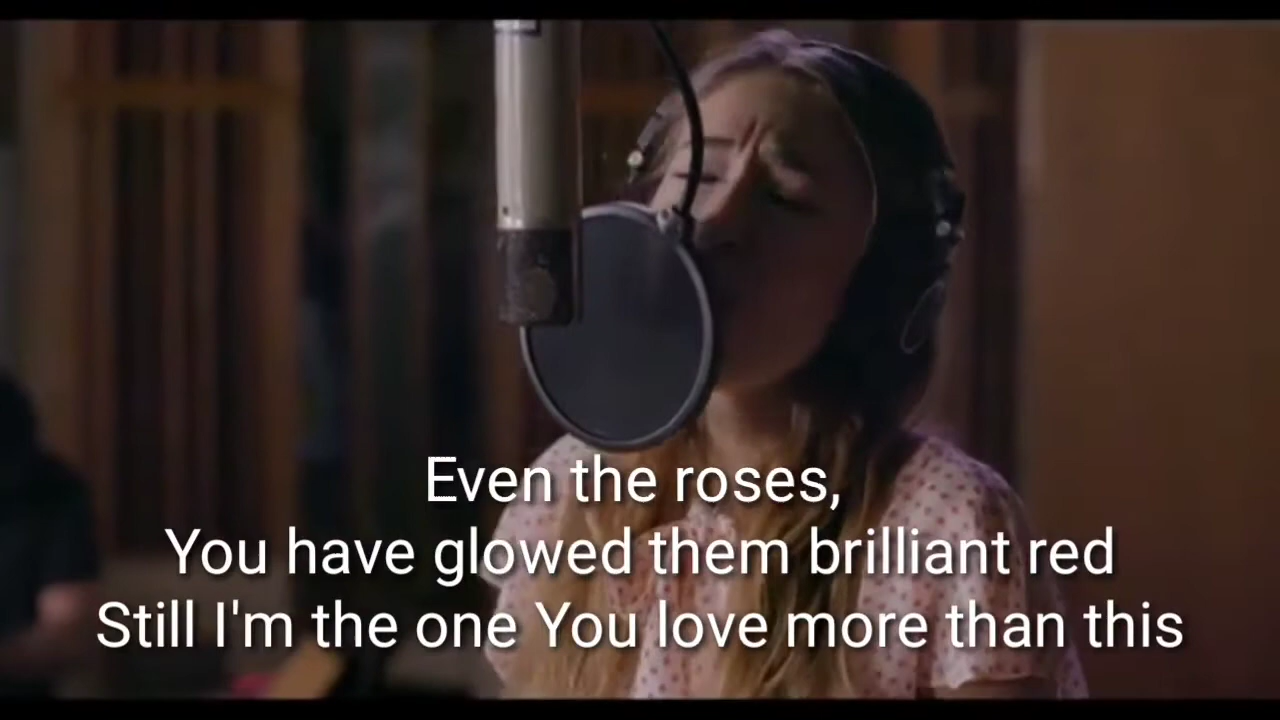 Even the roses,
You have glowed them brilliant red
Still I'm the one You love more than this